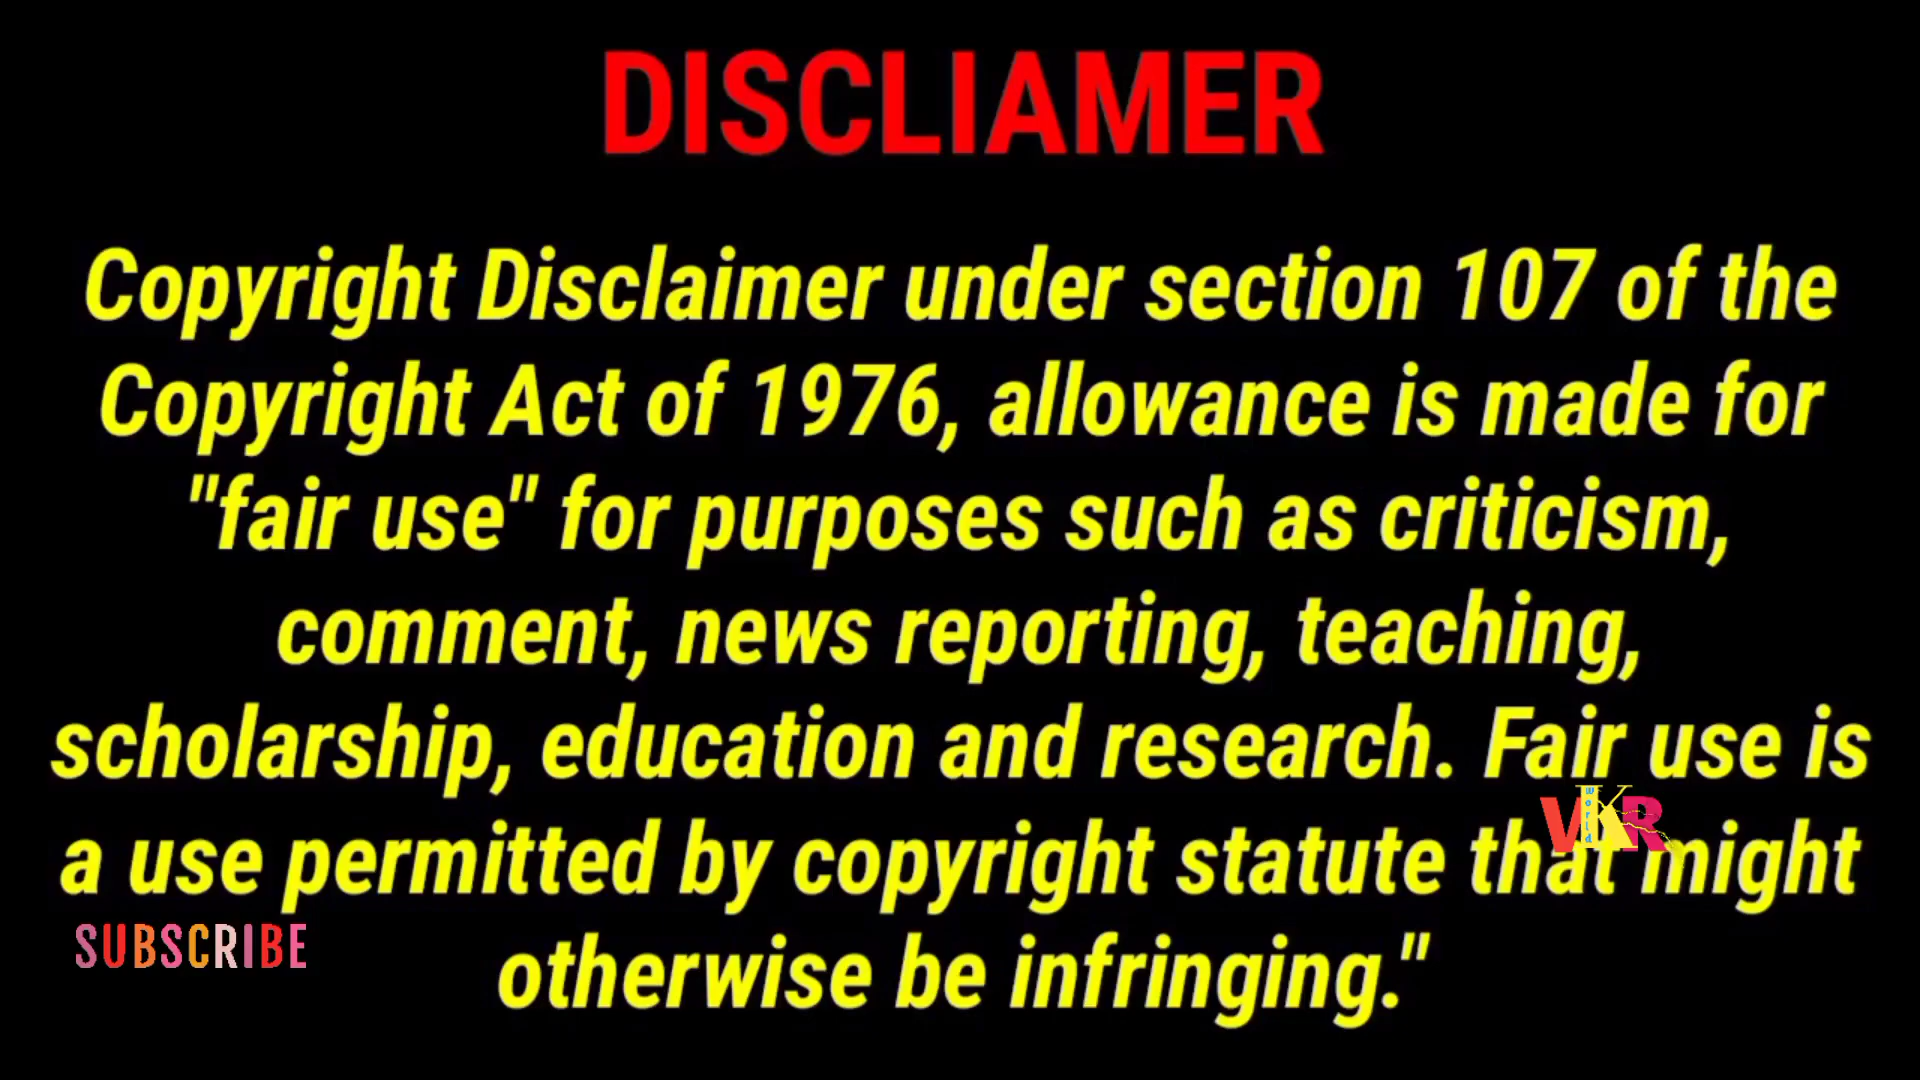 DISCLIAMER
Copyright Disclaimer under section 107 of the
Copyright Act of 1976, allowance is made for
"fair use" for purposes such as criticism,
comment, news reporting, teaching,
scholarship, education and research. Fair use is
VKR
World
a use permitted by copyright statute that might
SUBSCRIBE
otherwise be infringing."